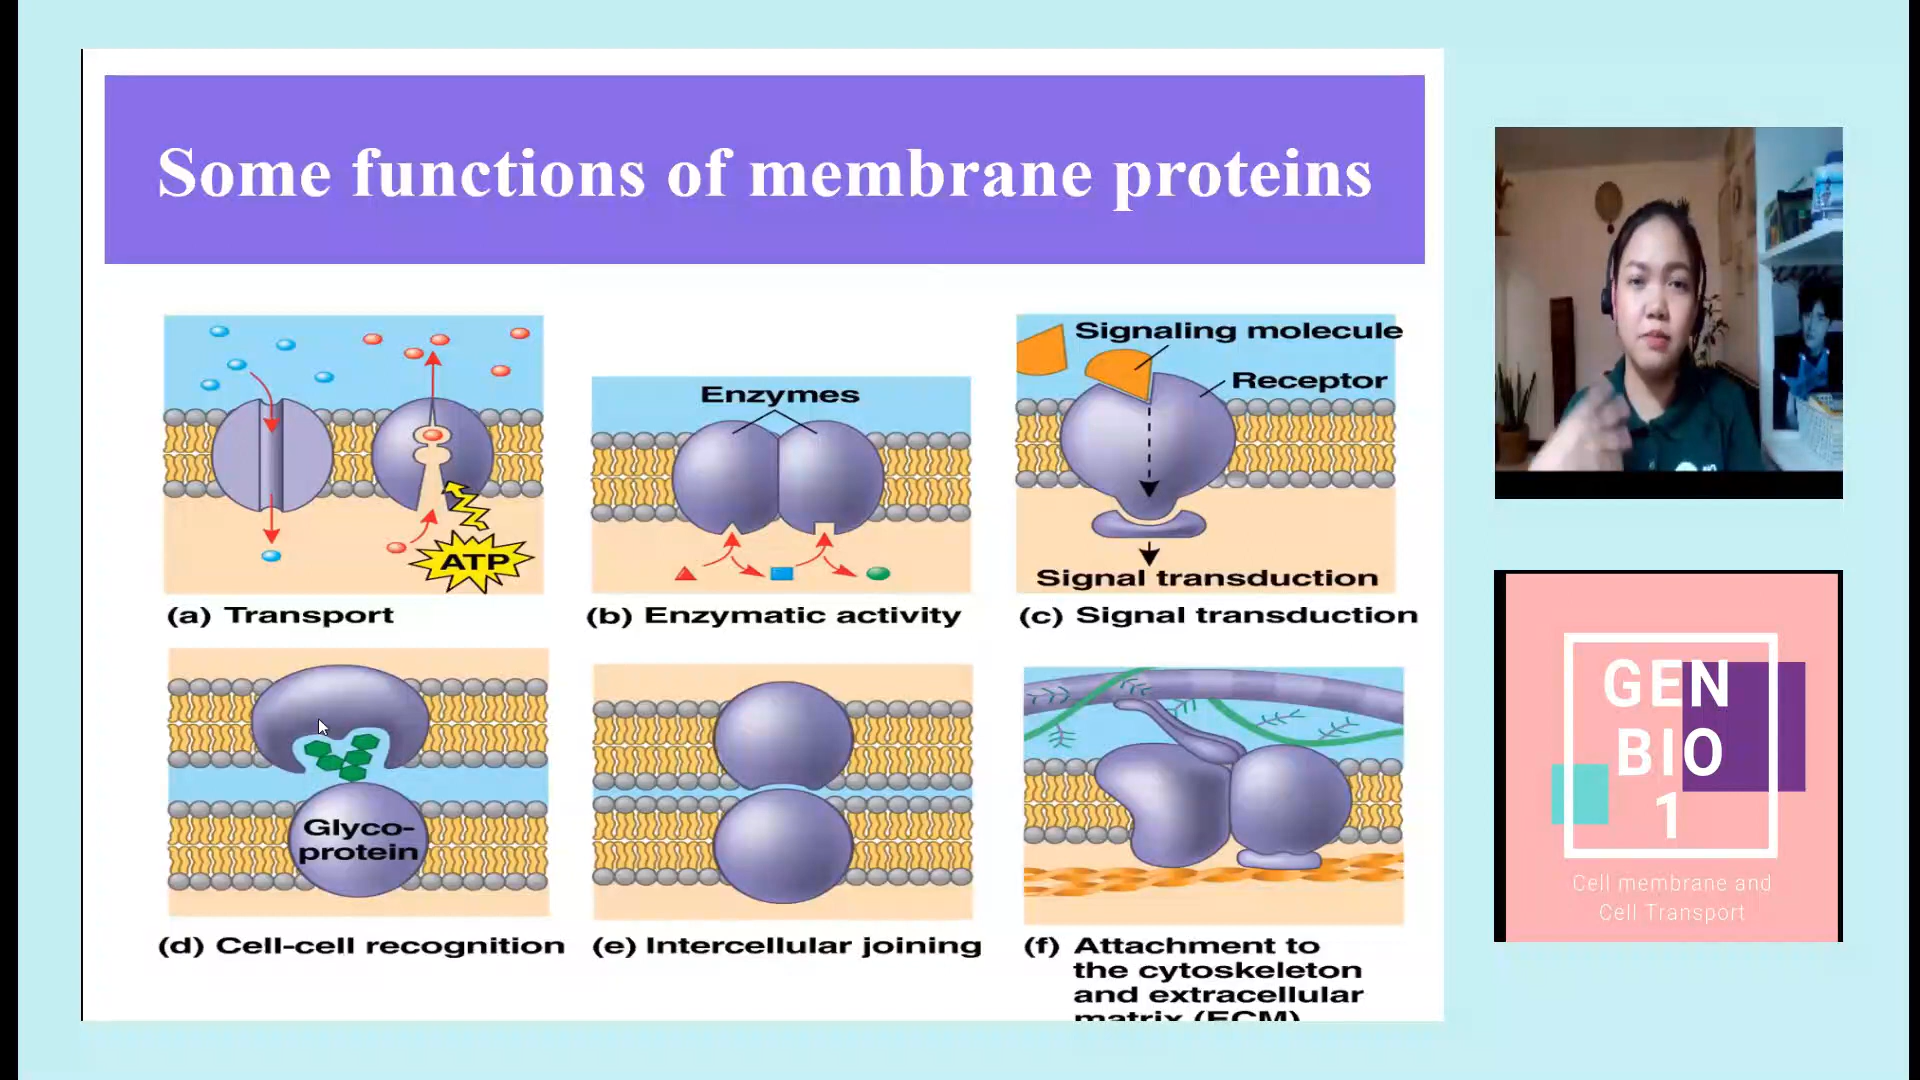 Some functions of membrane proteins
Signaling molecule
Receptor
Enzymes
ATP
Signal transduction
(a) Transport
(b) Enzymatic activity
(c) Signal transduction
Glyco-
protein
(d) Cell-cell recognition
(e) Intercellular joining
(f) Attachment to
the cytoskeleton
and extracellular
matrix (ECM)
GEN
BIO
1
Cell membrane and
Cell Transport